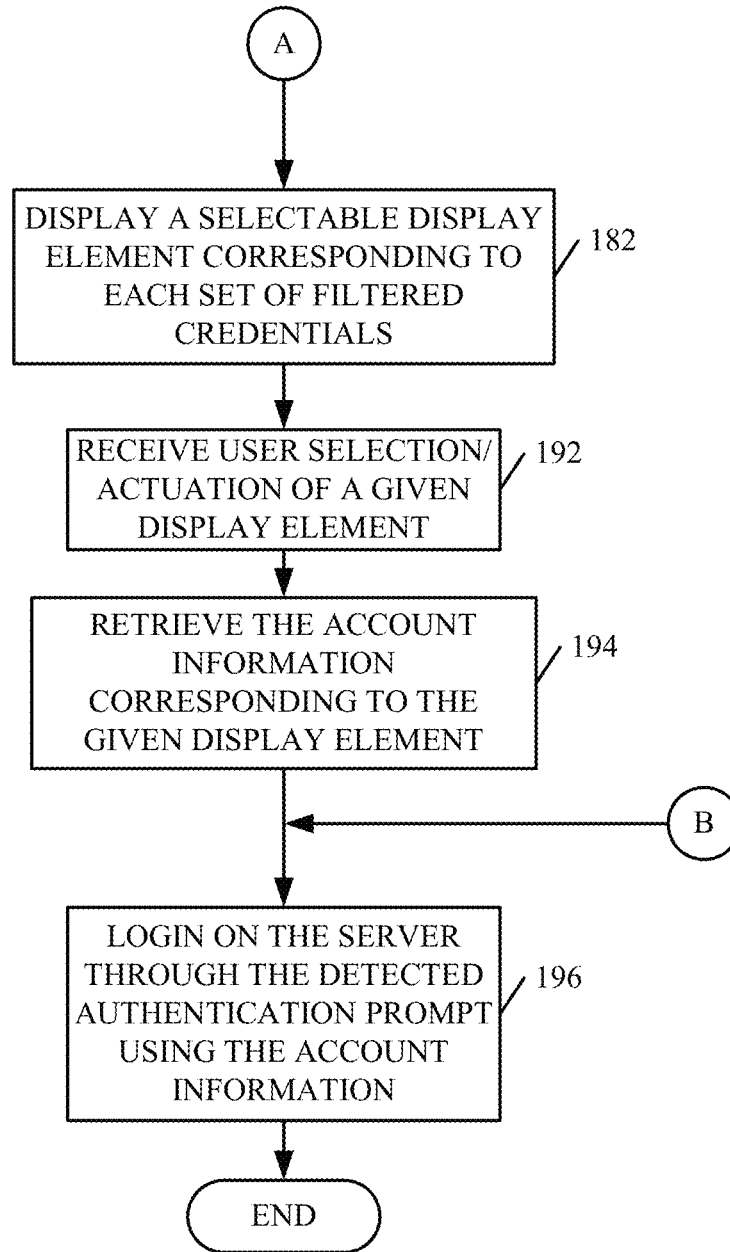 A
DISPLAY A SELECTABLE DISPLAY
ELEMENT CORRESPONDING TO
EACH SET OF FILTERED
CREDENTIALS
182
RECEIVE USER SELECTION/
ACTUATION OF A GIVEN
DISPLAY ELEMENT
192
RETRIEVE THE ACCOUNT
INFORMATION
CORRESPONDING TO THE
GIVEN DISPLAY ELEMENT
194
B
LOGIN ON THE SERVER
THROUGH THE DETECTED
AUTHENTICATION PROMPT
USING THE ACCOUNT
INFORMATION
196
END